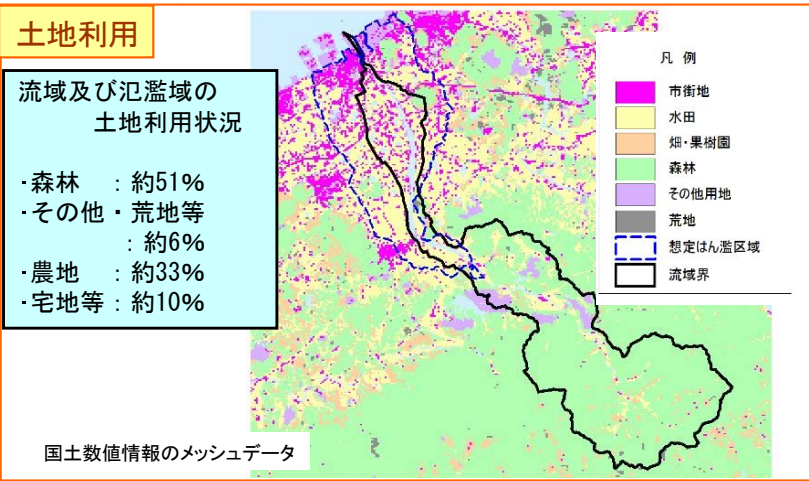 土地利用
流域及び氾濫域の
土地利用状況
・森林 : 約51%
・その他・荒地等
: 約6%
・農地 : 約33%
・宅地等 : 約10%
国土数値情報のメッシュデータ
凡 例
市街地
水田
畑・果樹園
森林
その他用地
荒地
想定はん濫区域
流域界